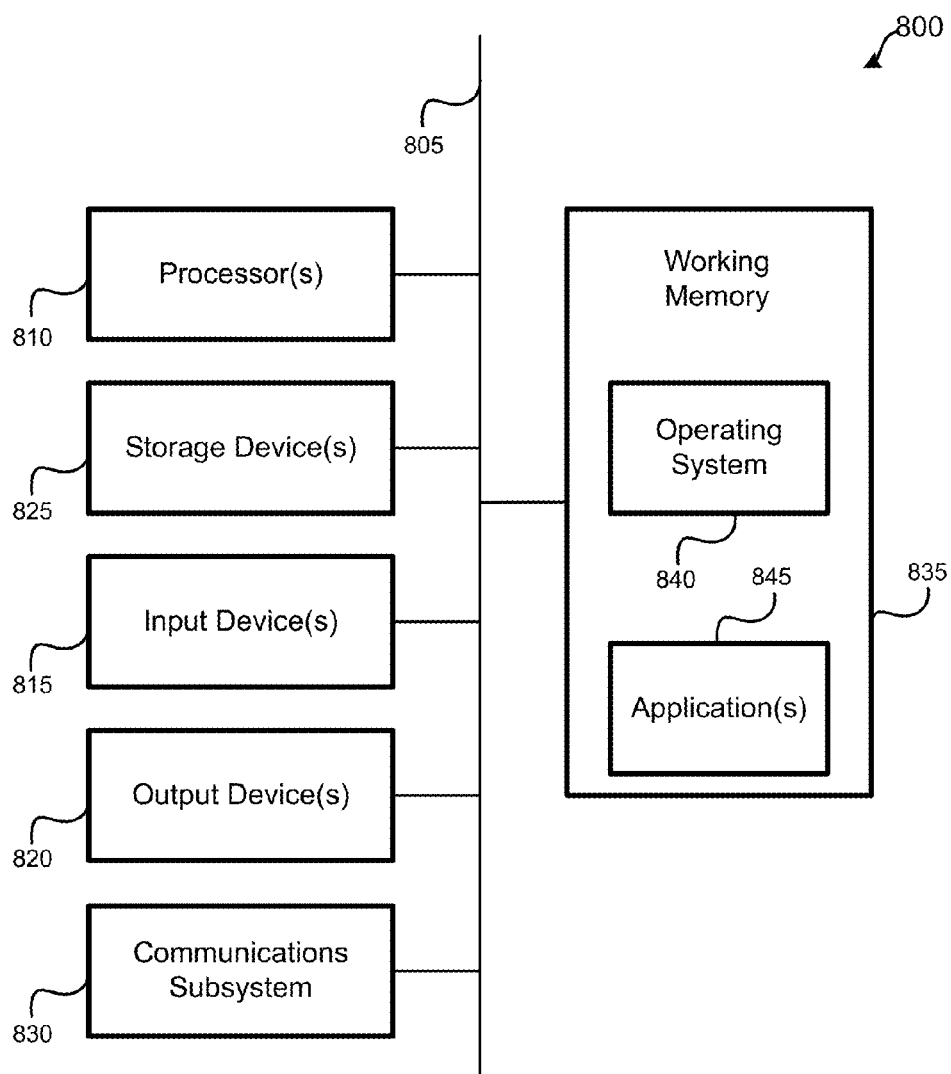 800
805
Processor(s)
810
Storage Device(s)
825
Input Device(s)
815
Output Device(s)
820
Communications
Subsystem
830
Working
Memory
Operating
System
840
845
835
Application(s)